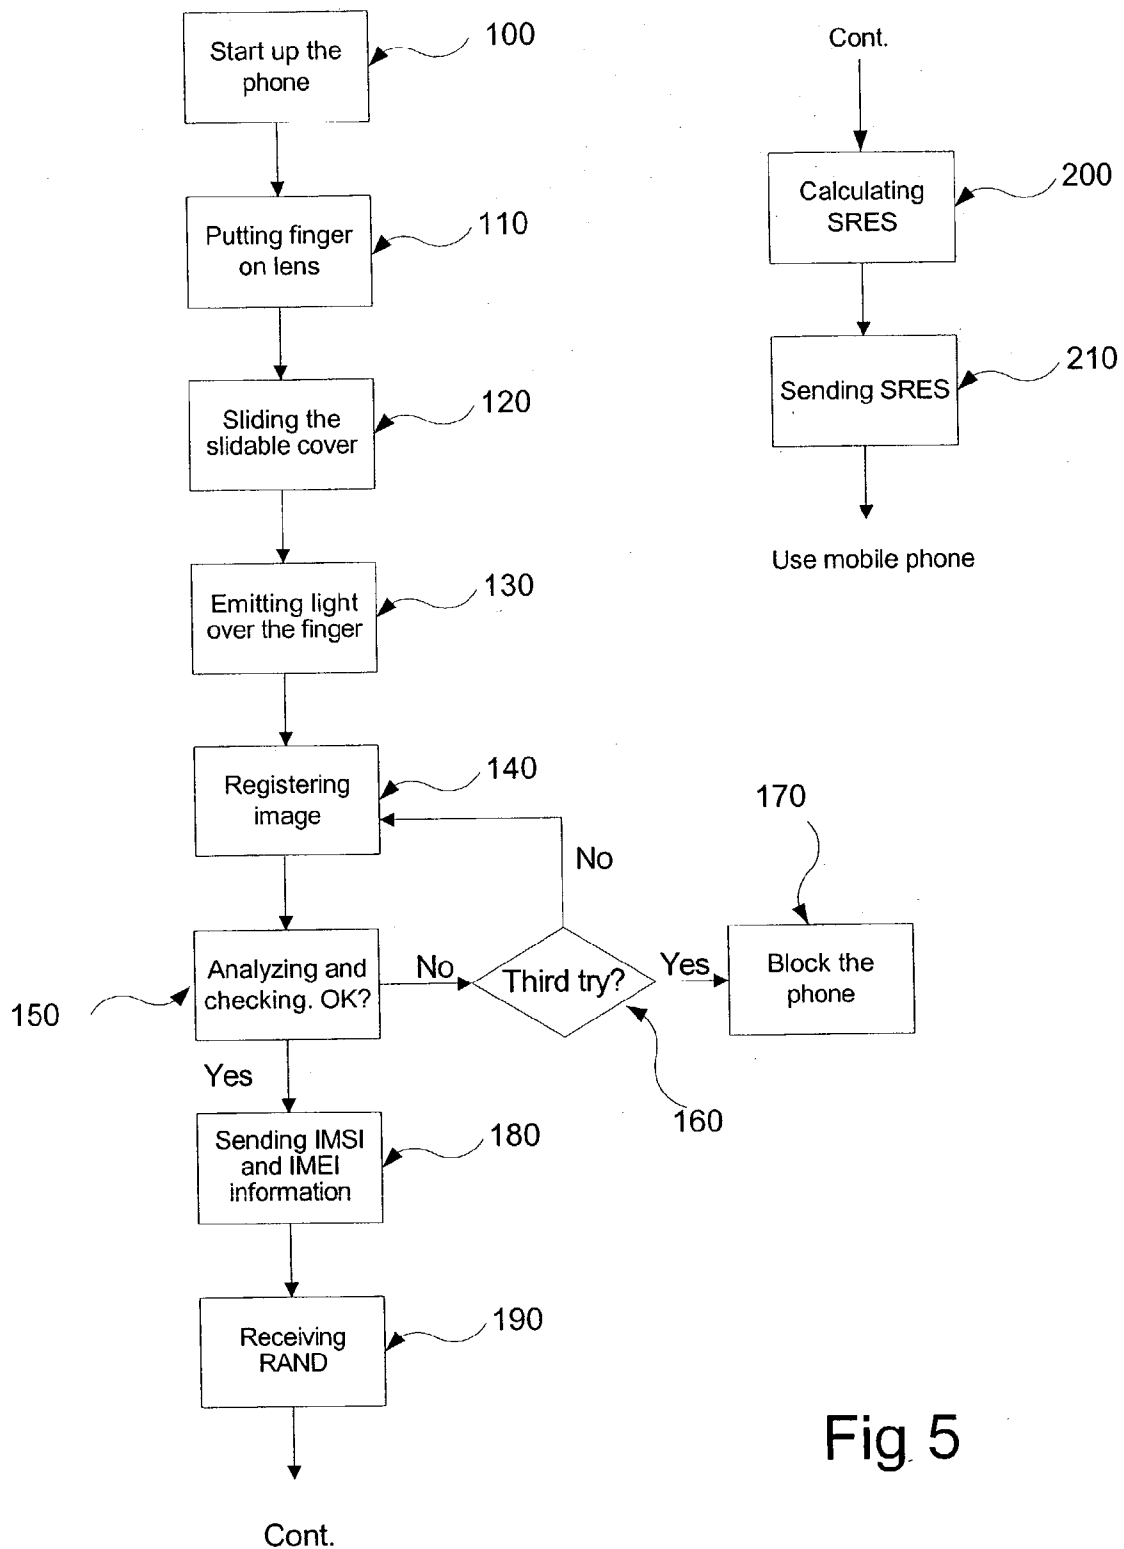 Start up the
phone
100
Putting finger
on lens
110
Sliding the
slidable cover
120
Emitting light
over the finger
130
Registering
image
140
No
Analyzing and
checking. OK?
150
No
Third try?
160
Yes
Block the
phone
170
Yes
Sending IMSI
and IMEI
information
180
Receiving
RAND
190
Cont.
Cont.
Calculating
SRES
200
Sending SRES
210
Use mobile phone
Fig 5